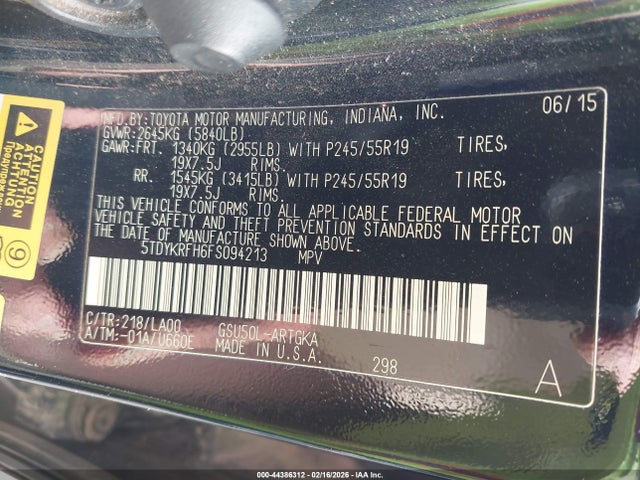 MFD.BY:TOYOTA MOTOR MANUFACTURING, INDIANA, INC. 06/15
GVWR:2645KG (5840LB)
GAWR:FRT. 1340KG (2955LB) WITH P245/55R19 TIRES,
19X7.5J RIMS.
RR. 1545KG (3415LB) WITH P245/55R19 TIRES,
19X7.5J RIMS.
THIS VEHICLE CONFORMS TO ALL APPLICABLE FEDERAL MOTOR
VEHICLE SAFETY AND THEFT PREVENTION STANDARDS IN EFFECT ON
THE DATE OF MANUFACTURE SHOWN ABOVE.
5TDYKRFH6FS094213 MPV
C/TR:218/LA00 GSU50L-ARTGKA
A/TM:-01A/U660E MADE IN U.S.A.
298
A
CAUTION
ATTENTION
ACHTUNG
9
000-44386312 - 02/16/2026 - IAA Inc.